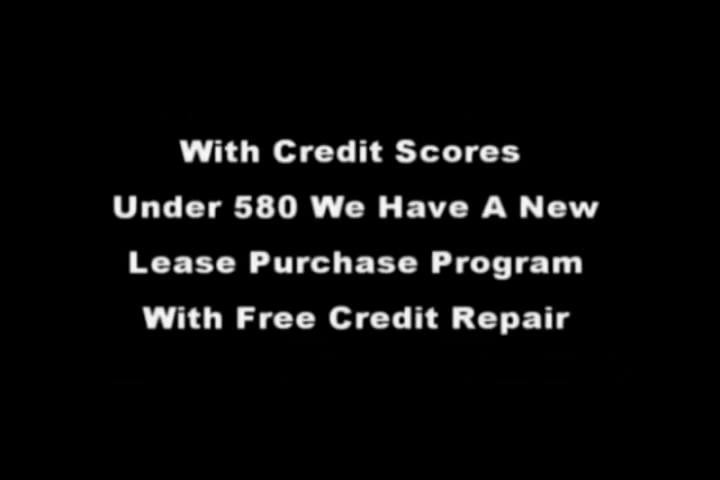 With Credit Scores
Under 580 We Have A New
Lease Purchase Program
With Free Credit Repair